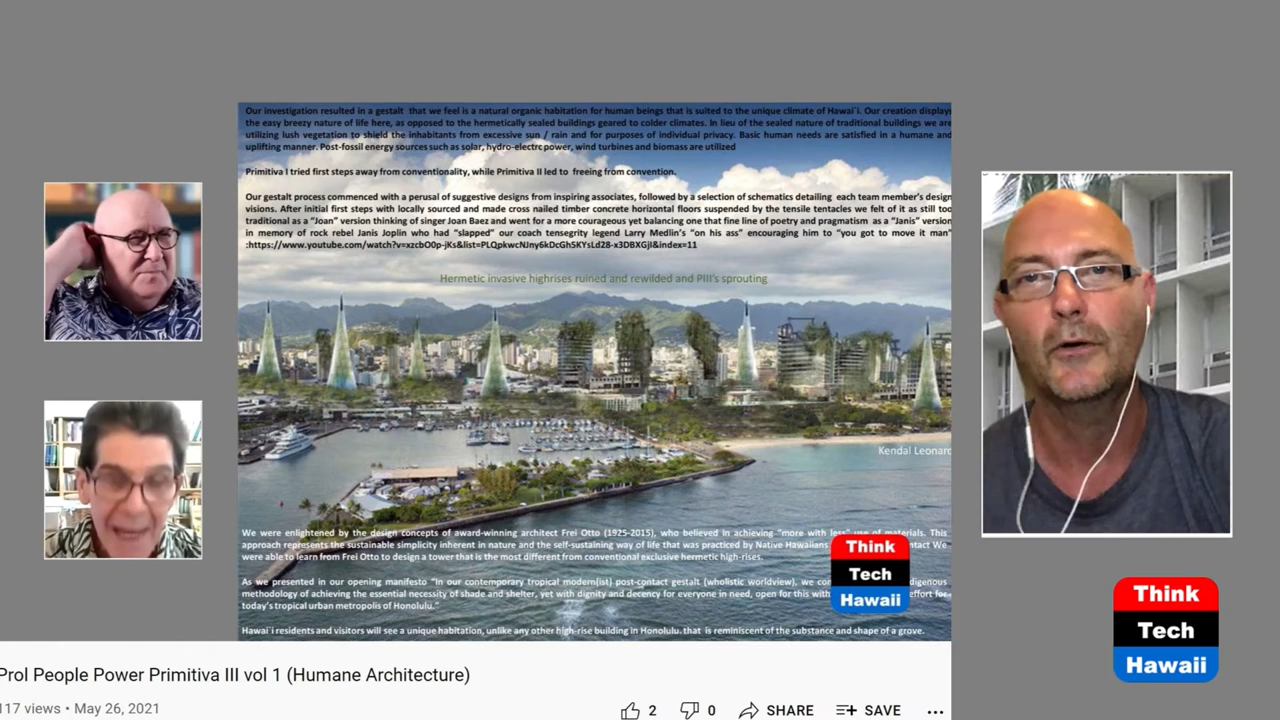 Our investigation resulted in a gestalt that we feel is a natural organic habitation for human beings that is suited to the unique climate of Hawai`i. Our creation displays
the easy breezy nature of life here, as opposed to the hermetically sealed buildings geared to colder climates. In lieu of the sealed nature of traditional buildings we are
utilizing lush vegetation to shield the inhabitants from excessive sun / rain and for purposes of individual privacy. Basic human needs are satisfied in a humane and
uplifting manner. Post-fossil energy sources such as solar, hydro-electrc power, wind turbines and biomass are utilized
Primitiva I tried first steps away from conventionality, while Primitiva II led to freeing from convention.
Our gestalt process commenced with a perusal of suggestive designs from inspiring associates, followed by a selection of schematics detailing each team member's design
visions. After initial first steps with locally sourced and made cross nailed timber concrete horizontal floors suspended by the tensile tentacles we felt of it as still too
traditional as a "Joan" version thinking of singer Joan Baez and went for a more courageous yet balancing one that fine line of poetry and pragmatism as a "Janis" version
in memory of rock rebel Janis Joplin who had "slapped" our coach tensegrity legend Larry Medlin's "on his ass" encouraging him to "you got to move it man"
:https://www.youtube.com/watch?v=xzcbO0p-jKs&list=PLQpkwcNJny6kDcGh5KYsLd28-x3DBXGjI&index=11
Hermetic invasive highrises ruined and rewilded and PIII's sprouting
Kendal Leonard
We were enlightened by the design concepts of award-winning architect Frei Otto (1925-2015), who believed in achieving "more with less" use of materials. This
approach represents the sustainable simplicity inherent in nature and the self-sustaining way of life that was practiced by Native Hawaiians We
were able to learn from Frei Otto to design a tower that is the most different from conventional exclusive hermetic high-rises.
As we presented in our opening manifesto "In our contemporary tropical modern(ist) post-contact gestalt (wholistic worldview), we
methodology of achieving the essential necessity of shade and shelter, yet with dignity and decency for everyone in need, open for this effort for
today's tropical urban metropolis of Honolulu."
Hawai`i residents and visitors will see a unique habitation, unlike any other high-rise building in Honolulu. that is reminiscent of the substance and shape of a grove.
Think
Tech
Hawaii
Think
Tech
Hawaii
Prol People Power Primitiva III vol 1 (Humane Architecture)
117 views • May 26, 2021
2 0 SHARE SAVE ...